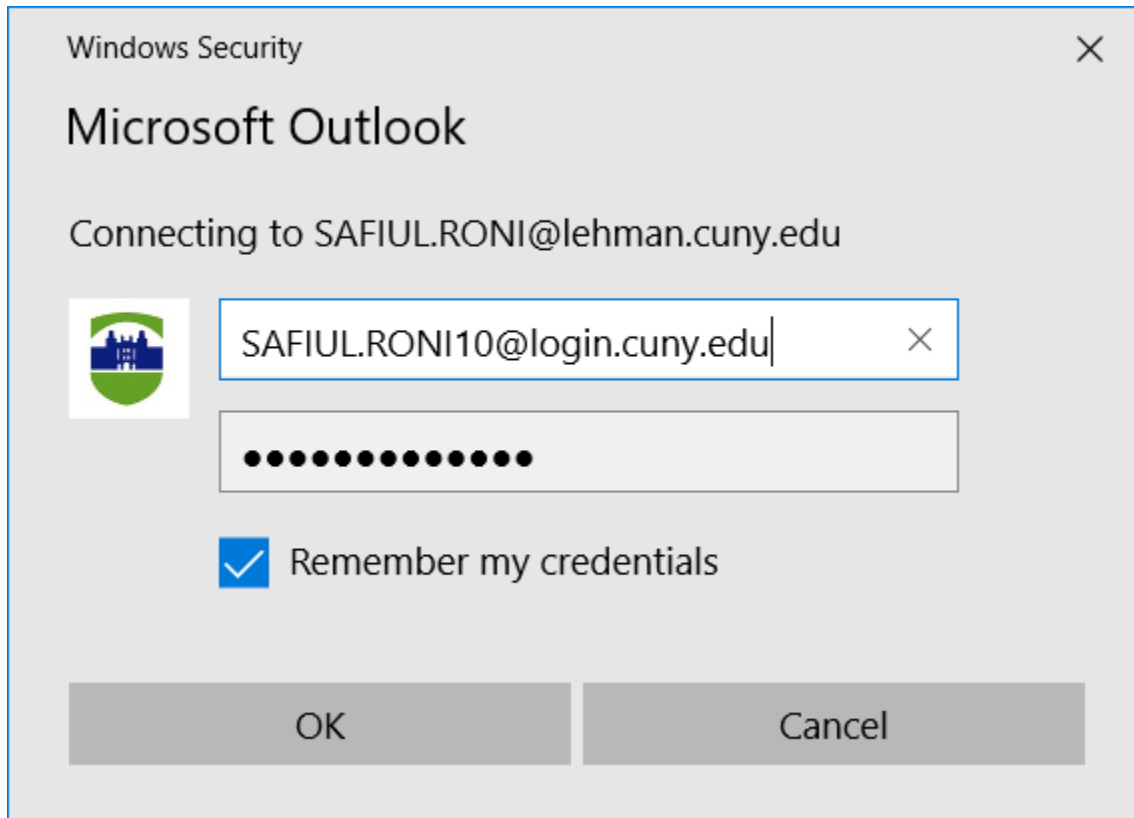 Windows Security
Microsoft Outlook
Connecting to SAFIUL.RONI@lehman.cuny.edu
SAFIUL.RONI10@login.cuny.edu
●●●●●●●●●●●●●
Remember my credentials
OK
Cancel